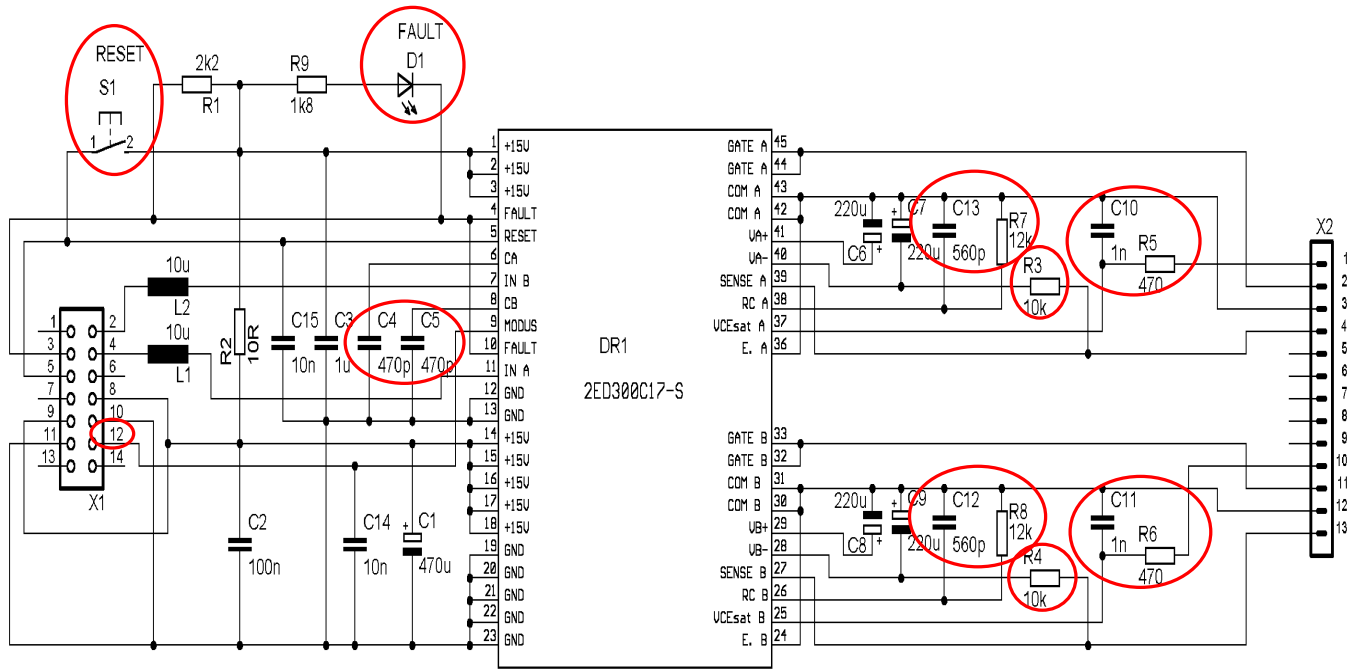 RESET
S1
1 2
2k2
R1
R9
1k8
FAULT
D1
10u
L2
10u
L1
R2
10R
C15
10n
C3
1u
C4
470p
C5
470p
1 2
3 4
5 6
7 8
9 10
11 12
13 14
X1
C2
100n
C14
10n
C1
+
470u
DR1
2ED300C17-S
1 +15V
2 +15V
3 +15V
4 FAULT
5 RESET
6 CA
7 IN B
8 CB
9 MODUS
10 FAULT
11 IN A
12 GND
13 GND
14 +15V
15 +15V
16 +15V
17 +15V
18 +15V
19 GND
20 GND
21 GND
22 GND
23 GND
GATE A 45
GATE A 44
COM A 43
COM A 42
VA+ 41
VA- 40
SENSE A 39
RC A 38
VCEsat A 37
E. A 36
GATE B 33
GATE B 32
COM B 31
COM B 30
VB+ 29
VB- 28
SENSE B 27
RC B 26
VCEsat B 25
E. B 24
220u
C6
+
+
C7
220u
C13
560p
R7
12k
R3
10k
C10
1n
R5
470
220u
C8
+
+
C9
220u
C12
560p
R8
12k
R4
10k
C11
1n
R6
470
X2
1
2
3
4
5
6
7
8
9
10
11
12
13